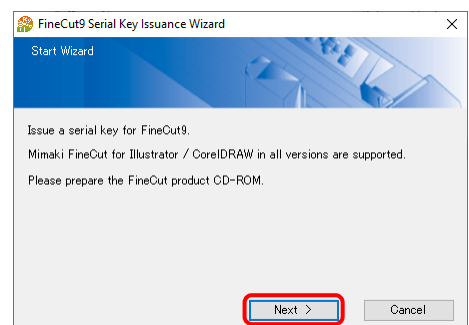 FineCut9 Serial Key Issuance Wizard
Start Wizard
Issue a serial key for FineCut9.
Mimaki FineCut for Illustrator / CorelDRAW in all versions are supported.
Please prepare the FineCut product CD-ROM.
Next >
Cancel